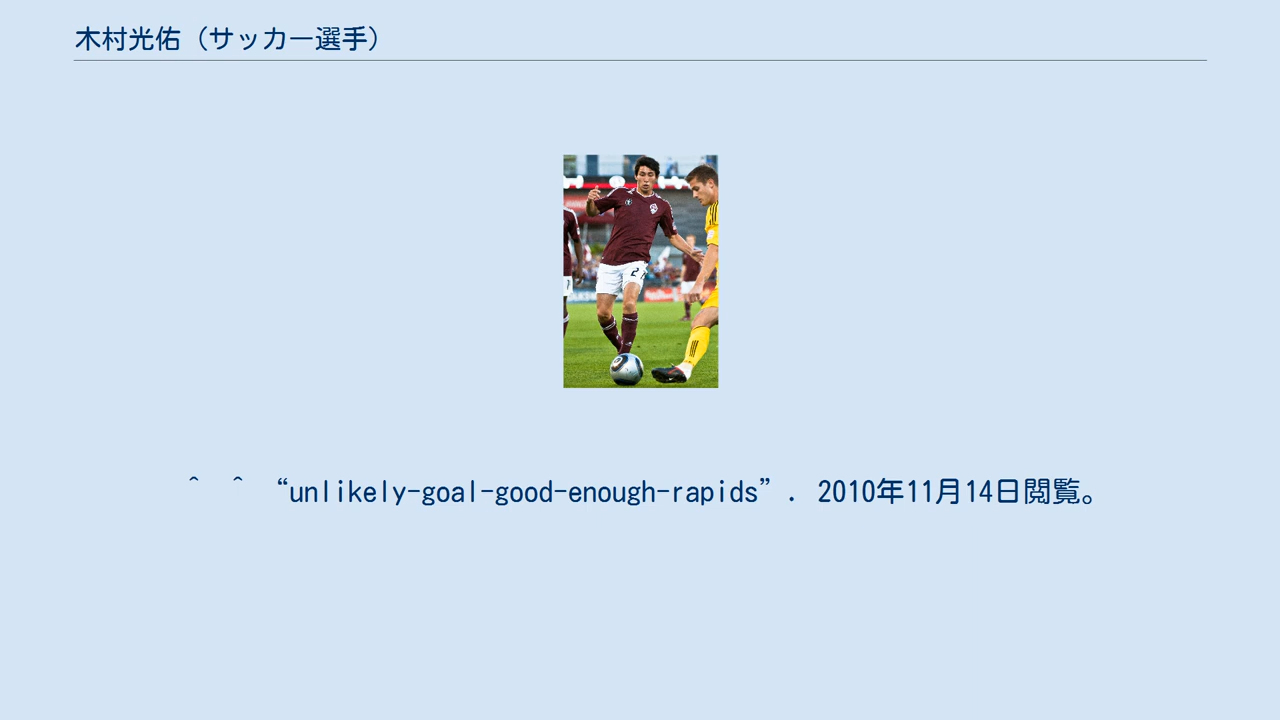 木村光佑（サッカー選手）
2
^ ^ “unlikely-goal-good-enough-rapids”. 2010年11月14日閲覧。